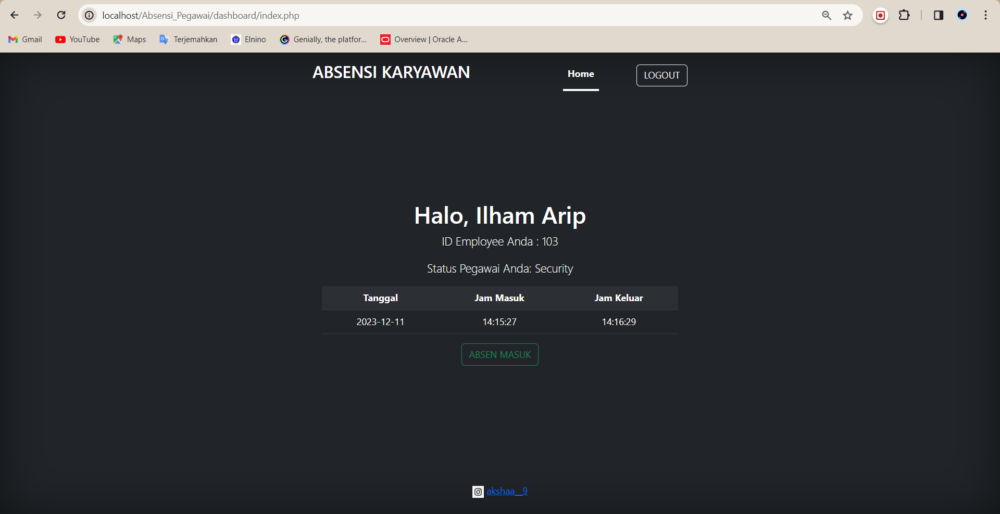 localhost/Absensi_Pegawai/dashboard/index.php
Gmail YouTube Maps Terjemahkan Elnino Genially, the platfor... Overview | Oracle A...
ABSENSI KARYAWAN Home LOGOUT
Halo, Ilham Arip
ID Employee Anda : 103
Status Pegawai Anda: Security
Tanggal Jam Masuk Jam Keluar
2023-12-11 14:15:27 14:16:29
ABSEN MASUK
akshaa__9